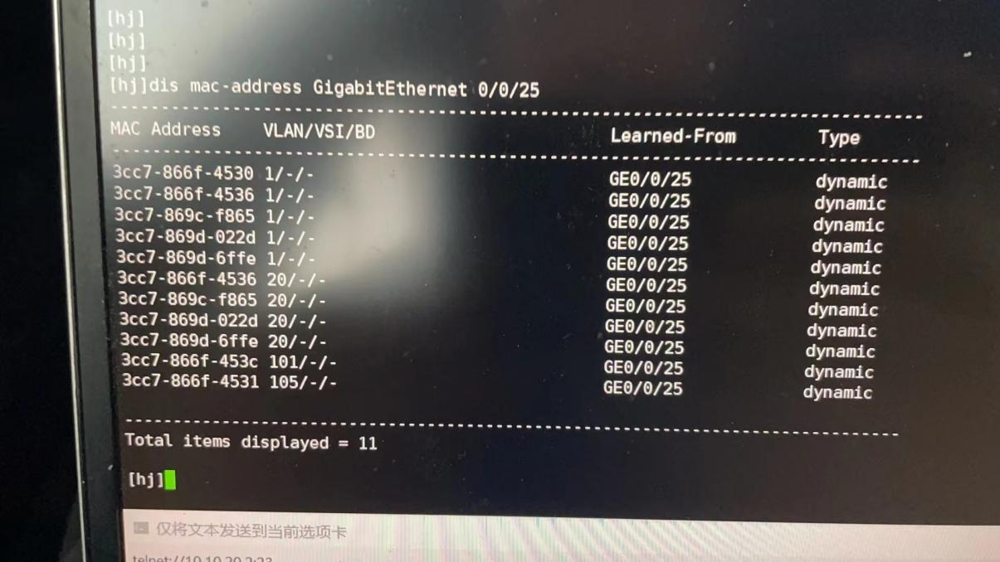 [hj]
[hj]
[hj]
[hj]dis mac-address GigabitEthernet 0/0/25
-------------------------------------------------------------------------------
MAC Address    VLAN/VSI/BD                       Learned-From        Type
-------------------------------------------------------------------------------
3cc7-866f-4530 1/-/-                             GE0/0/25            dynamic
3cc7-866f-4536 1/-/-                             GE0/0/25            dynamic
3cc7-869c-f865 1/-/-                             GE0/0/25            dynamic
3cc7-869d-022d 1/-/-                             GE0/0/25            dynamic
3cc7-869d-6ffe 1/-/-                             GE0/0/25            dynamic
3cc7-866f-4536 20/-/-                            GE0/0/25            dynamic
3cc7-869c-f865 20/-/-                            GE0/0/25            dynamic
3cc7-869d-022d 20/-/-                            GE0/0/25            dynamic
3cc7-869d-6ffe 20/-/-                            GE0/0/25            dynamic
3cc7-866f-453c 101/-/-                           GE0/0/25            dynamic
3cc7-866f-4531 105/-/-                           GE0/0/25            dynamic
-------------------------------------------------------------------------------
Total items displayed = 11
[hj]
仅将文本发送到当前选项卡